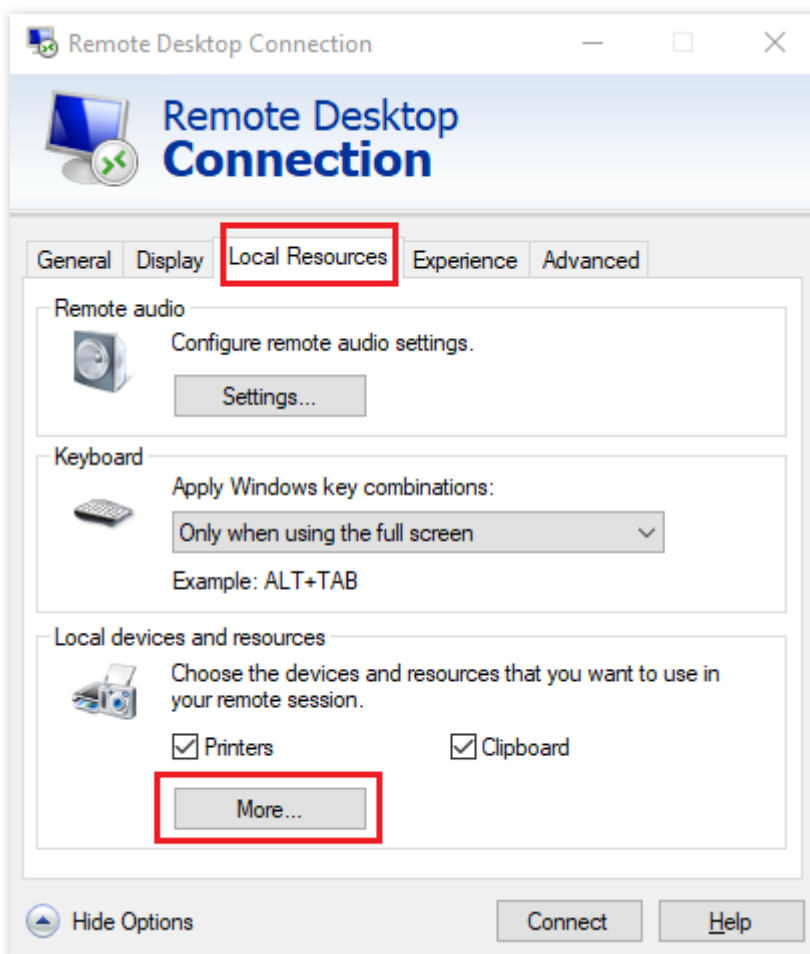 Remote Desktop Connection
Remote Desktop
Connection
General Display Local Resources Experience Advanced
Remote audio
Configure remote audio settings.
Settings...
Keyboard
Apply Windows key combinations:
Only when using the full screen
Example: ALT+TAB
Local devices and resources
Choose the devices and resources that you want to use in
your remote session.
Printers Clipboard
More...
Hide Options Connect Help